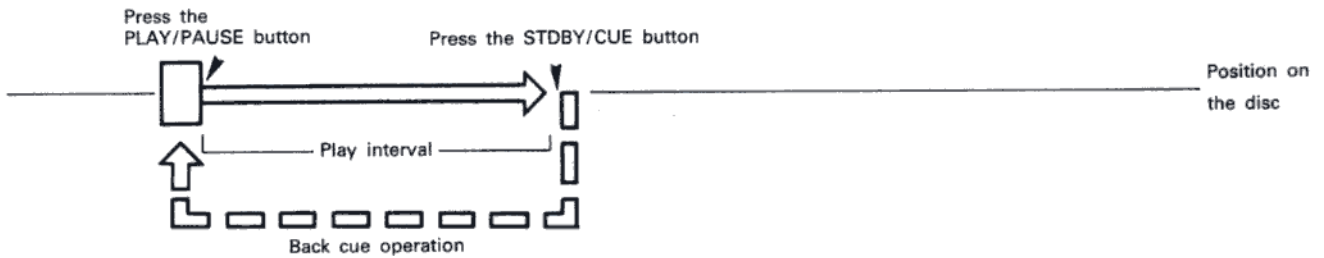 Press the
PLAY/PAUSE button
Press the STDBY/CUE button
Position on
the disc
Play interval
Back cue operation